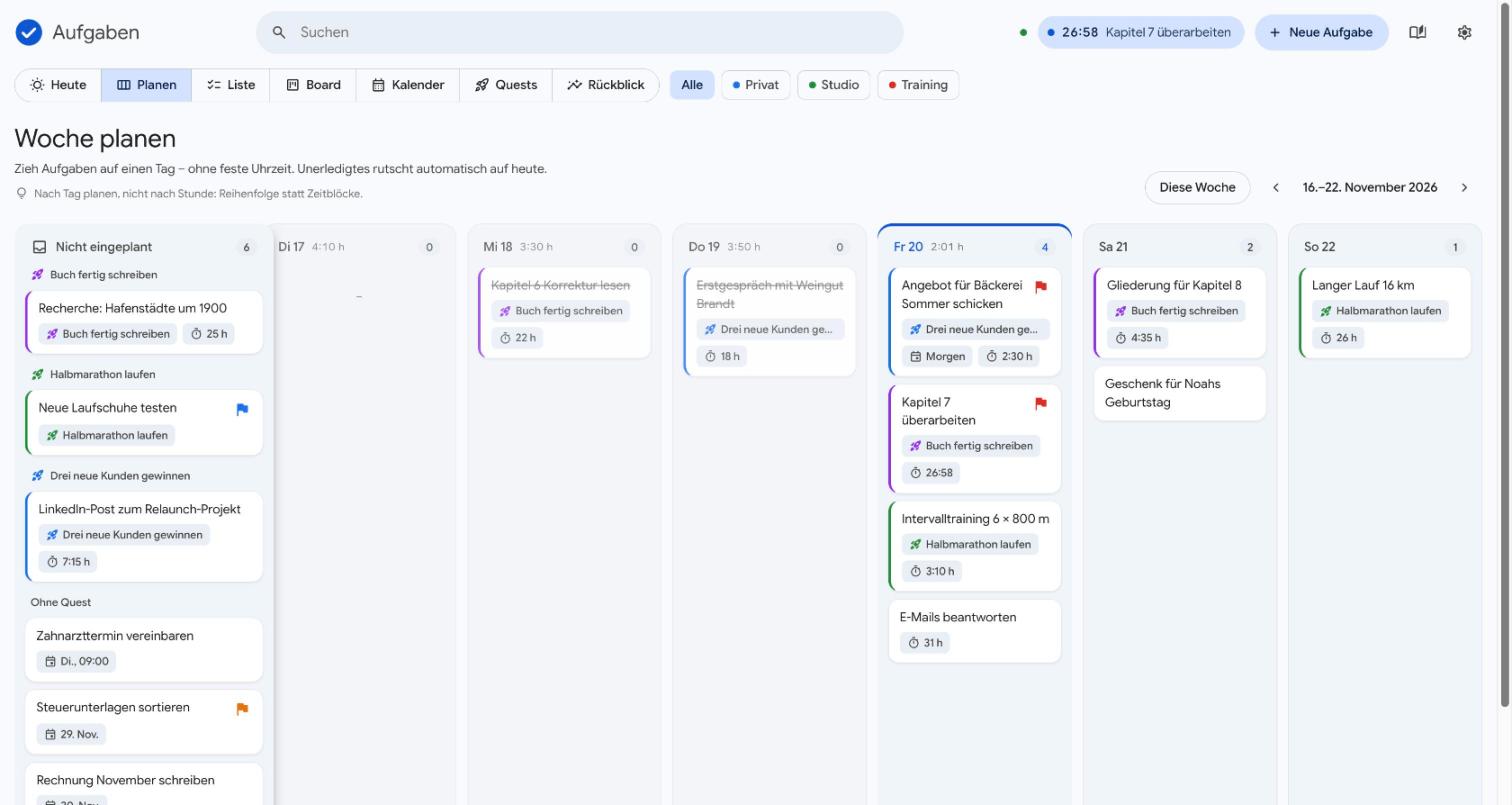 Aufgaben
Suchen
26:58 Kapitel 7 überarbeiten
Neue Aufgabe
Heute
Planen
Liste
Board
Kalender
Quests
Rückblick
Alle
Privat
Studio
Training
Woche planen
Zieh Aufgaben auf einen Tag – ohne feste Uhrzeit. Unerledigtes rutscht automatisch auf heute.
Nach Tag planen, nicht nach Stunde: Reihenfolge statt Zeitblöcke.
Diese Woche
16.–22. November 2026
Nicht eingeplant 6
Buch fertig schreiben
Recherche: Hafenstädte um 1900
Buch fertig schreiben 25 h
Halbmarathon laufen
Neue Laufschuhe testen
Halbmarathon laufen
Drei neue Kunden gewinnen
LinkedIn-Post zum Relaunch-Projekt
Drei neue Kunden gewinnen
7:15 h
Ohne Quest
Zahnarzttermin vereinbaren
Di., 09:00
Steuerunterlagen sortieren
29. Nov.
Rechnung November schreiben
Di 17 4:10 h 0
–
Mi 18 3:30 h 0
Kapitel 6 Korrektur lesen
Buch fertig schreiben
22 h
Do 19 3:50 h 0
Erstgespräch mit Weingut
Brandt
Drei neue Kunden ge...
18 h
Fr 20 2:01 h 4
Angebot für Bäckerei
Sommer schicken
Drei neue Kunden ge...
Morgen 2:30 h
Kapitel 7
überarbeiten
Buch fertig schreiben
26:58
Intervalltraining 6 × 800 m
Halbmarathon laufen
3:10 h
E-Mails beantworten
31 h
Sa 21 2
Gliederung für Kapitel 8
Buch fertig schreiben
4:35 h
Geschenk für Noahs
Geburtstag
So 22 1
Langer Lauf 16 km
Halbmarathon laufen
26 h